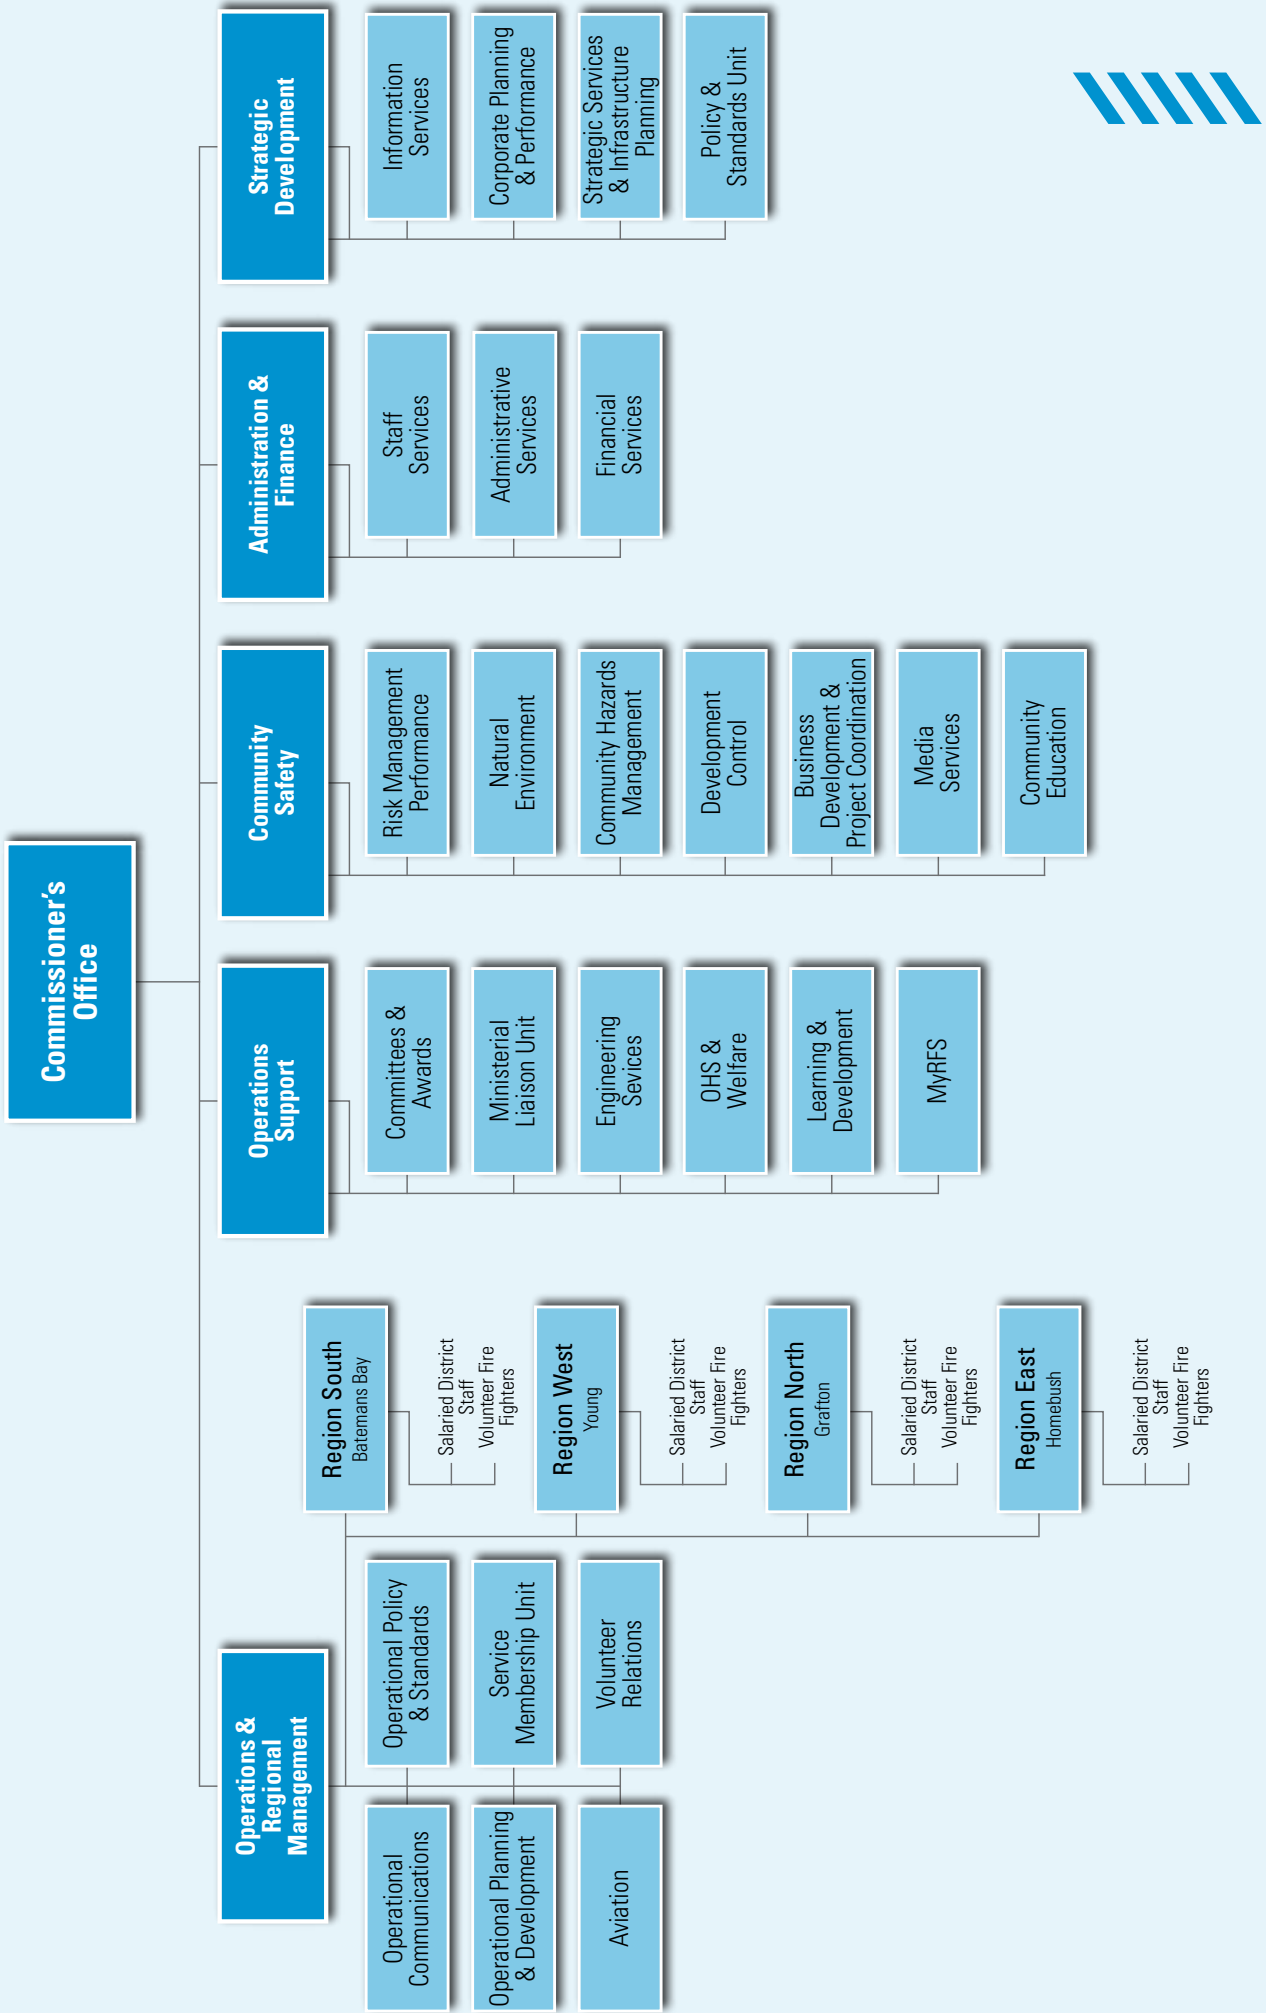 Commissioner's
Office
Operations &
Regional
Management
Operational
Communications
Operational Planning
& Development
Aviation
Operational Policy
& Standards
Service
Membership Unit
Volunteer
Relations
Region South
Batemans Bay
Salaried District
Staff
Volunteer Fire
Fighters
Region West
Young
Salaried District
Staff
Volunteer Fire
Fighters
Region North
Grafton
Salaried District
Staff
Volunteer Fire
Fighters
Region East
Homebush
Salaried District
Staff
Volunteer Fire
Fighters
Operations
Support
Committees &
Awards
Ministerial
Liaison Unit
Engineering
Sevices
OHS &
Welfare
Learning &
Development
MyRFS
Community
Safety
Risk Management
Performance
Natural
Environment
Community Hazards
Management
Development
Control
Business
Development &
Project Coordination
Media
Services
Community
Education
Administration &
Finance
Staff
Services
Administrative
Services
Financial
Services
Strategic
Development
Information
Services
Corporate Planning
& Performance
Strategic Services
& Infrastructure
Planning
Policy &
Standards Unit